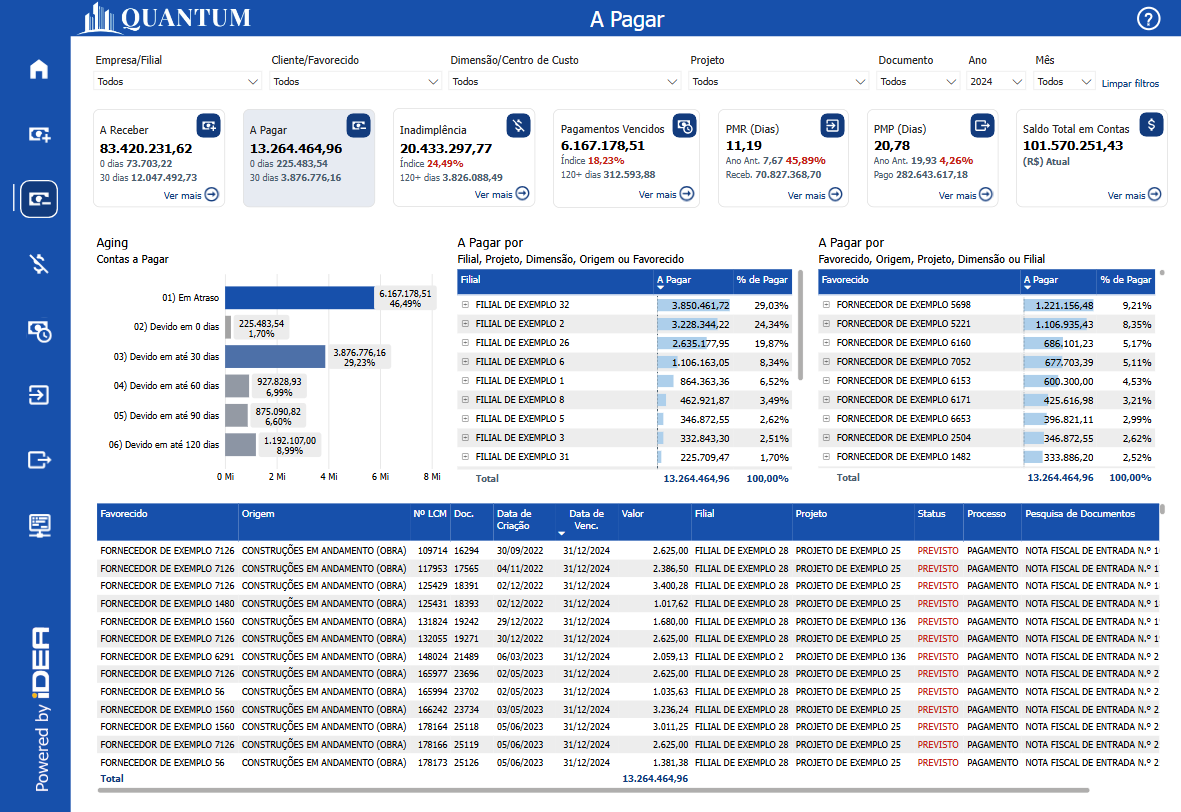 QUANTUM
A Pagar
?
Empresa/Filial Cliente/Favorecido Dimensão/Centro de Custo Projeto Documento Ano Mês
Todos Todos Todos Todos Todos 2024 Todos Limpar filtros
A Receber
83.420.231,62
0 dias 73.703,22
30 dias 12.047.492,73
Ver mais
A Pagar
13.264.464,96
0 dias 225.483,54
30 dias 3.876.776,16
Inadimplência
20.433.297,77
Índice 24,49%
120+ dias 3.826.088,49
Ver mais
Pagamentos Vencidos
6.167.178,51
Índice 18,23%
120+ dias 312.593,88
Ver mais
PMR (Dias)
11,19
Ano Ant. 7,67 45,89%
Receb. 70.827.368,70
Ver mais
PMP (Dias)
20,78
Ano Ant. 19,93 4,26%
Pago 282.643.617,18
Ver mais
Saldo Total em Contas
$
101.570.251,43
(R$) Atual
Ver mais
Aging
Contas a Pagar
01) Em Atraso 6.167.178,51
46,49%
02) Devido em 0 dias 225.483,54
1,70%
03) Devido em até 30 dias 3.876.776,16
29,23%
04) Devido em até 60 dias 927.828,93
6,99%
05) Devido em até 90 dias 875.090,82
6,60%
06) Devido em até 120 dias 1.192.107,00
8,99%
0 Mi 2 Mi 4 Mi 6 Mi 8 Mi
A Pagar por
Filial, Projeto, Dimensão, Origem ou Favorecido
Filial A Pagar % de Pagar
FILIAL DE EXEMPLO 32 3.850.461,72 29,03%
FILIAL DE EXEMPLO 2 3.228.344,22 24,34%
FILIAL DE EXEMPLO 26 2.635.177,95 19,87%
FILIAL DE EXEMPLO 6 1.106.163,05 8,34%
FILIAL DE EXEMPLO 1 864.363,36 6,52%
FILIAL DE EXEMPLO 8 462.921,87 3,49%
FILIAL DE EXEMPLO 5 346.872,55 2,62%
FILIAL DE EXEMPLO 3 332.843,30 2,51%
FILIAL DE EXEMPLO 31 225.709,47 1,70%
Total 13.264.464,96 100,00%
A Pagar por
Favorecido, Origem, Projeto, Dimensão ou Filial
Favorecido A Pagar % de Pagar
FORNECEDOR DE EXEMPLO 5698 1.221.156,48 9,21%
FORNECEDOR DE EXEMPLO 5221 1.106.935,43 8,35%
FORNECEDOR DE EXEMPLO 6160 686.101,23 5,17%
FORNECEDOR DE EXEMPLO 7052 677.703,39 5,11%
FORNECEDOR DE EXEMPLO 6153 600.300,00 4,53%
FORNECEDOR DE EXEMPLO 6171 425.616,98 3,21%
FORNECEDOR DE EXEMPLO 6653 396.821,11 2,99%
FORNECEDOR DE EXEMPLO 2504 346.872,55 2,62%
FORNECEDOR DE EXEMPLO 1482 333.886,20 2,52%
Total 13.264.464,96 100,00%
Favorecido Origem Nº LCM Doc. Data de Criação Data de Venc. Valor Filial Projeto Status Processo Pesquisa de Documentos
FORNECEDOR DE EXEMPLO 7126 CONSTRUÇÕES EM ANDAMENTO (OBRA) 109714 16294 30/09/2022 31/12/2024 2.625,00 FILIAL DE EXEMPLO 28 PROJETO DE EXEMPLO 25 PREVISTO PAGAMENTO NOTA FISCAL DE ENTRADA N.º 1
FORNECEDOR DE EXEMPLO 7126 CONSTRUÇÕES EM ANDAMENTO (OBRA) 117953 17565 04/11/2022 31/12/2024 2.386,50 FILIAL DE EXEMPLO 28 PROJETO DE EXEMPLO 25 PREVISTO PAGAMENTO NOTA FISCAL DE ENTRADA N.º 1
FORNECEDOR DE EXEMPLO 7126 CONSTRUÇÕES EM ANDAMENTO (OBRA) 125429 18391 02/12/2022 31/12/2024 3.400,28 FILIAL DE EXEMPLO 28 PROJETO DE EXEMPLO 25 PREVISTO PAGAMENTO NOTA FISCAL DE ENTRADA N.º 1
FORNECEDOR DE EXEMPLO 1480 CONSTRUÇÕES EM ANDAMENTO (OBRA) 125431 18393 02/12/2022 31/12/2024 1.017,62 FILIAL DE EXEMPLO 28 PROJETO DE EXEMPLO 25 PREVISTO PAGAMENTO NOTA FISCAL DE ENTRADA N.º 1
FORNECEDOR DE EXEMPLO 1560 CONSTRUÇÕES EM ANDAMENTO (OBRA) 131824 19242 29/12/2022 31/12/2024 1.680,00 FILIAL DE EXEMPLO 28 PROJETO DE EXEMPLO 136 PREVISTO PAGAMENTO NOTA FISCAL DE ENTRADA N.º 1
FORNECEDOR DE EXEMPLO 7126 CONSTRUÇÕES EM ANDAMENTO (OBRA) 132055 19271 30/12/2022 31/12/2024 2.625,00 FILIAL DE EXEMPLO 28 PROJETO DE EXEMPLO 25 PREVISTO PAGAMENTO NOTA FISCAL DE ENTRADA N.º 1
FORNECEDOR DE EXEMPLO 6291 CONSTRUÇÕES EM ANDAMENTO (OBRA) 148024 21489 06/03/2023 31/12/2024 2.059,13 FILIAL DE EXEMPLO 2 PROJETO DE EXEMPLO 136 PREVISTO PAGAMENTO NOTA FISCAL DE ENTRADA N.º 2
FORNECEDOR DE EXEMPLO 7126 CONSTRUÇÕES EM ANDAMENTO (OBRA) 165977 23696 02/05/2023 31/12/2024 2.625,00 FILIAL DE EXEMPLO 28 PROJETO DE EXEMPLO 25 PREVISTO PAGAMENTO NOTA FISCAL DE ENTRADA N.º 2
FORNECEDOR DE EXEMPLO 56 CONSTRUÇÕES EM ANDAMENTO (OBRA) 165994 23702 02/05/2023 31/12/2024 1.035,63 FILIAL DE EXEMPLO 28 PROJETO DE EXEMPLO 25 PREVISTO PAGAMENTO NOTA FISCAL DE ENTRADA N.º 2
FORNECEDOR DE EXEMPLO 1560 CONSTRUÇÕES EM ANDAMENTO (OBRA) 166242 23734 03/05/2023 31/12/2024 3.236,24 FILIAL DE EXEMPLO 28 PROJETO DE EXEMPLO 25 PREVISTO PAGAMENTO NOTA FISCAL DE ENTRADA N.º 2
FORNECEDOR DE EXEMPLO 1560 CONSTRUÇÕES EM ANDAMENTO (OBRA) 178164 25118 05/06/2023 31/12/2024 3.011,25 FILIAL DE EXEMPLO 28 PROJETO DE EXEMPLO 25 PREVISTO PAGAMENTO NOTA FISCAL DE ENTRADA N.º 2
FORNECEDOR DE EXEMPLO 7126 CONSTRUÇÕES EM ANDAMENTO (OBRA) 178166 25119 05/06/2023 31/12/2024 2.625,00 FILIAL DE EXEMPLO 28 PROJETO DE EXEMPLO 25 PREVISTO PAGAMENTO NOTA FISCAL DE ENTRADA N.º 2
FORNECEDOR DE EXEMPLO 56 CONSTRUÇÕES EM ANDAMENTO (OBRA) 178173 25126 05/06/2023 31/12/2024 1.381,38 FILIAL DE EXEMPLO 28 PROJETO DE EXEMPLO 25 PREVISTO PAGAMENTO NOTA FISCAL DE ENTRADA N.º 2
Total 13.264.464,96
Powered by iDEA